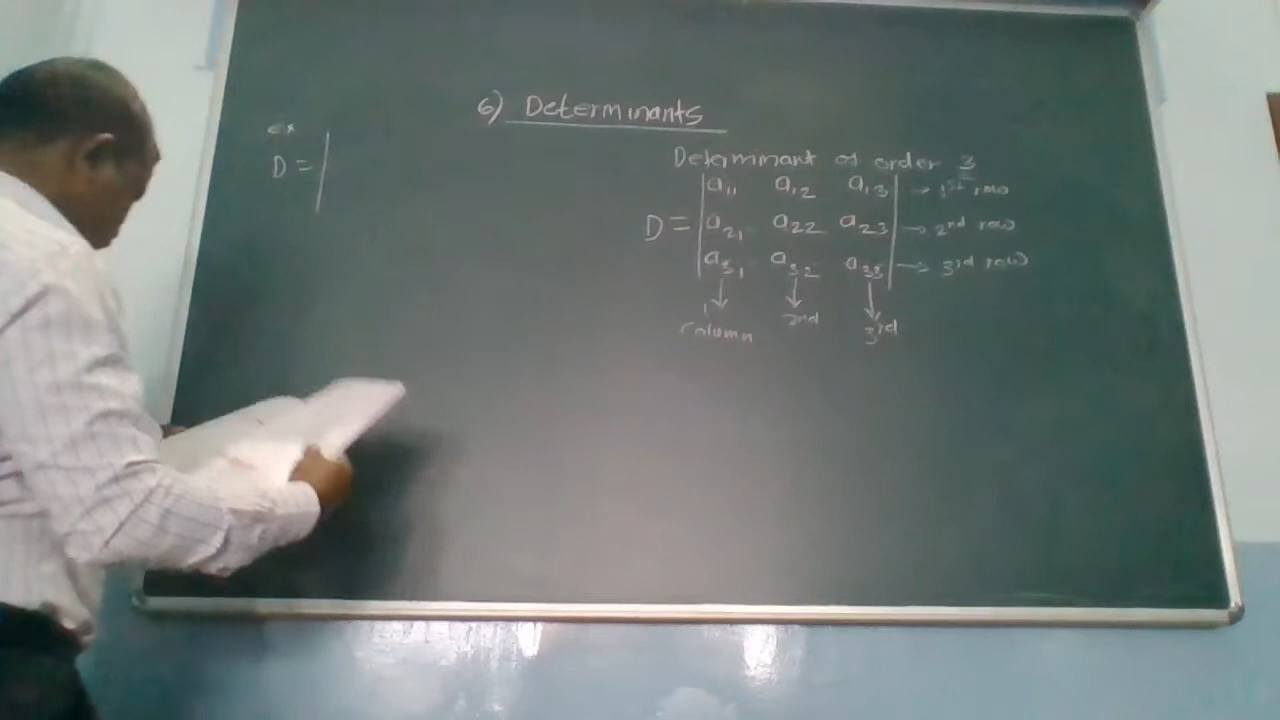 6) Determinants
ex
D =
Determinant of order 3
a11 a12 a13 → 1st row
D = a21 a22 a23 → 2nd row
a31 a32 a33 → 3rd row
1 2nd 3rd
column